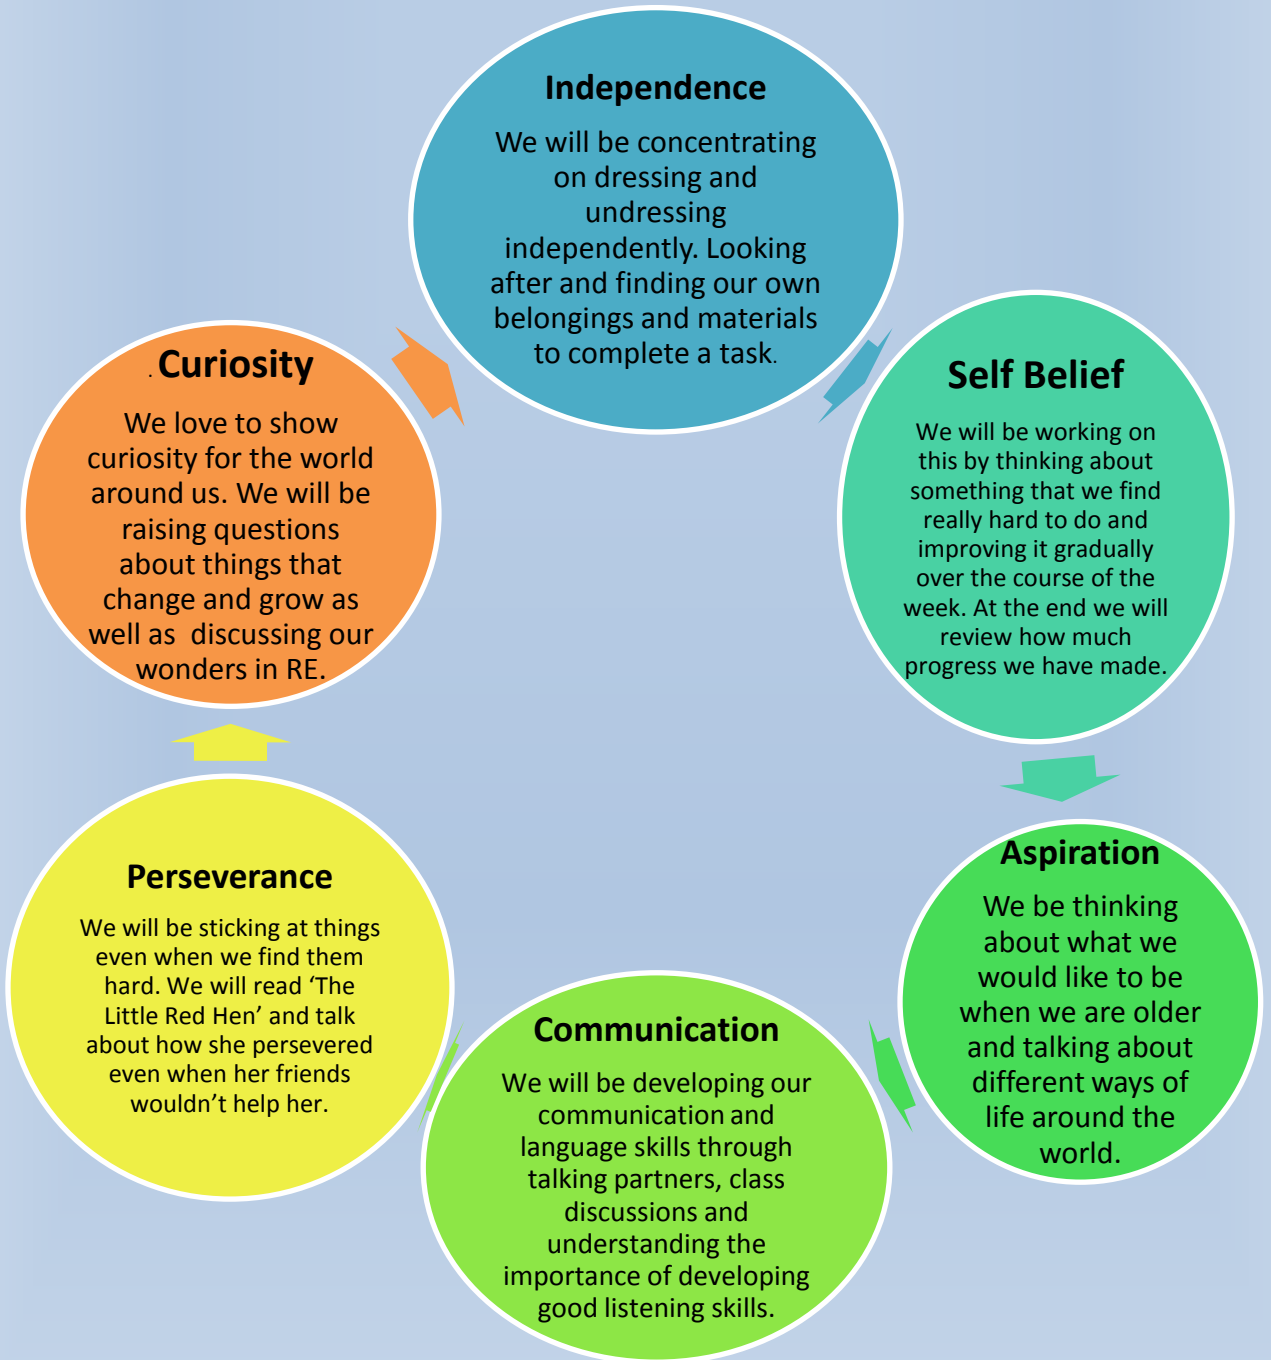 Independence
We will be concentrating
on dressing and
undressing
independently. Looking
after and finding our own
belongings and materials
to complete a task.
Self Belief
We will be working on
this by thinking about
something that we find
really hard to do and
improving it gradually
over the course of the
week. At the end we will
review how much
progress we have made.
Aspiration
We be thinking
about what we
would like to be
when we are older
and talking about
different ways of
life around the
world.
Communication
We will be developing our
communication and
language skills through
talking partners, class
discussions and
understanding the
importance of developing
good listening skills.
Perseverance
We will be sticking at things
even when we find them
hard. We will read ‘The
Little Red Hen’ and talk
about how she persevered
even when her friends
wouldn’t help her.
. Curiosity
We love to show
curiosity for the world
around us. We will be
raising questions
about things that
change and grow as
well as  discussing our
wonders in RE.